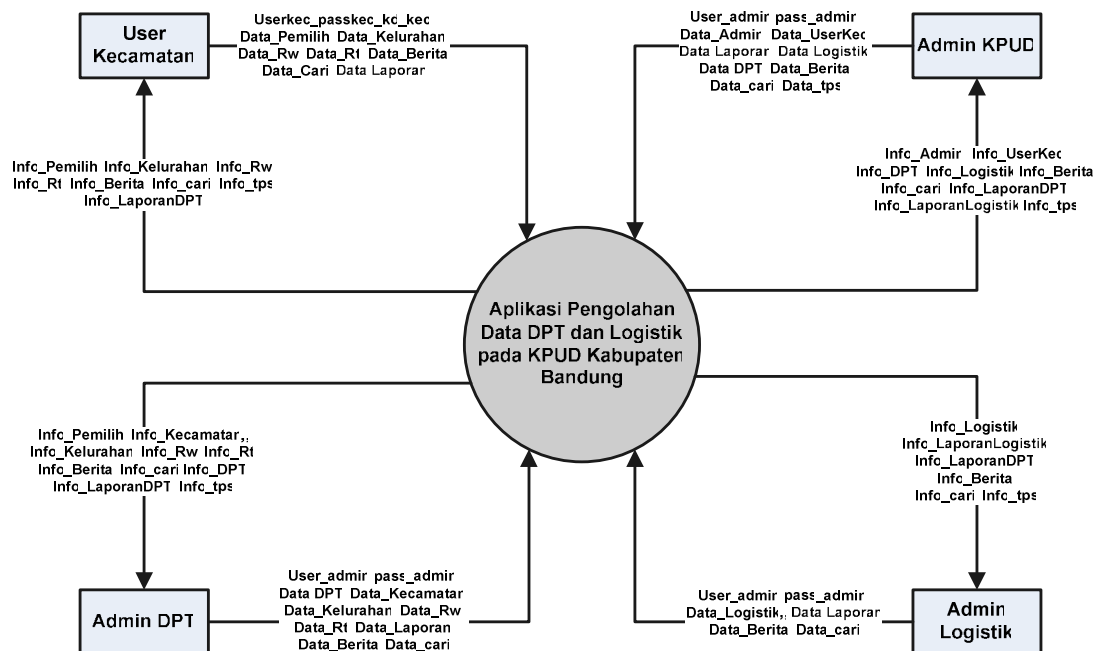 User
Kecamatan
Userkec_passkec_kd_kec
Data_Pemilih Data_Kelurahan
Data_Rw Data_Rt Data_Berita
Data_Cari Data Laporan
User_admin pass_admin
Data_Admin Data_UserKec
Data Laporan Data Logistik
Data DPT Data_Berita
Data_cari Data_tps
Admin KPUD
Info_Pemilih Info_Kelurahan Info_Rw
Info_Rt Info_Berita Info_cari Info_tps
Info_LaporanDPT
Info_Admin Info_UserKec
Info_DPT Info_Logistik Info_Berita
Info_cari Info_LaporanDPT
Info_LaporanLogistik Info_tps
Aplikasi Pengolahan
Data DPT dan Logistik
pada KPUD Kabupaten
Bandung
Info_Pemilih Info_Kecamatan,,
Info_Kelurahan Info_Rw Info_Rt
Info_Berita Info_cari Info_DPT
Info_LaporanDPT Info_tps
Info_Logistik
Info_LaporanLogistik
Info_LaporanDPT
Info_Berita
Info_cari Info_tps
Admin DPT
User_admin pass_admin
Data DPT Data_Kecamatan
Data_Kelurahan Data_Rw
Data_Rt Data_Laporan
Data_Berita Data_cari
User_admin pass_admin
Data_Logistik,, Data Laporan
Data_Berita Data_cari
Admin
Logistik